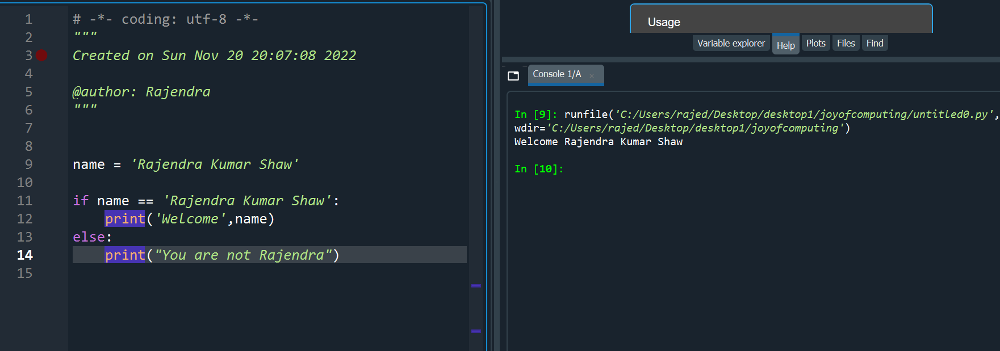 1 # -*- coding: utf-8 -*-
2 """
3 Created on Sun Nov 20 20:07:08 2022
4
5 @author: Rajendra
6 """
7
8
9 name = 'Rajendra Kumar Shaw'
10
11 if name == 'Rajendra Kumar Shaw':
12     print('Welcome',name)
13 else:
14     print("You are not Rajendra")
15
Usage
Variable explorer Help Plots Files Find
Console 1/A ×
In [9]: runfile('C:/Users/rajed/Desktop/desktop1/joyofcomputing/untitled0.py',
wdir='C:/Users/rajed/Desktop/desktop1/joyofcomputing')
Welcome Rajendra Kumar Shaw
In [10]: